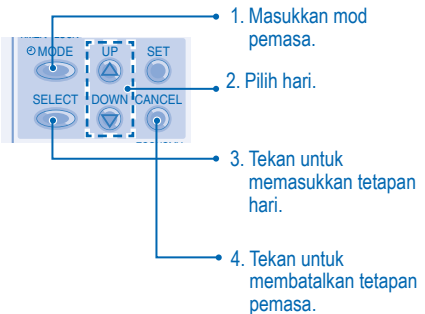 1. Masukkan mod
pemasa.
MODE UP SET
2. Pilih hari.
SELECT DOWN CANCEL
3. Tekan untuk
memasukkan tetapan
hari.
4. Tekan untuk
membatalkan tetapan
pemasa.